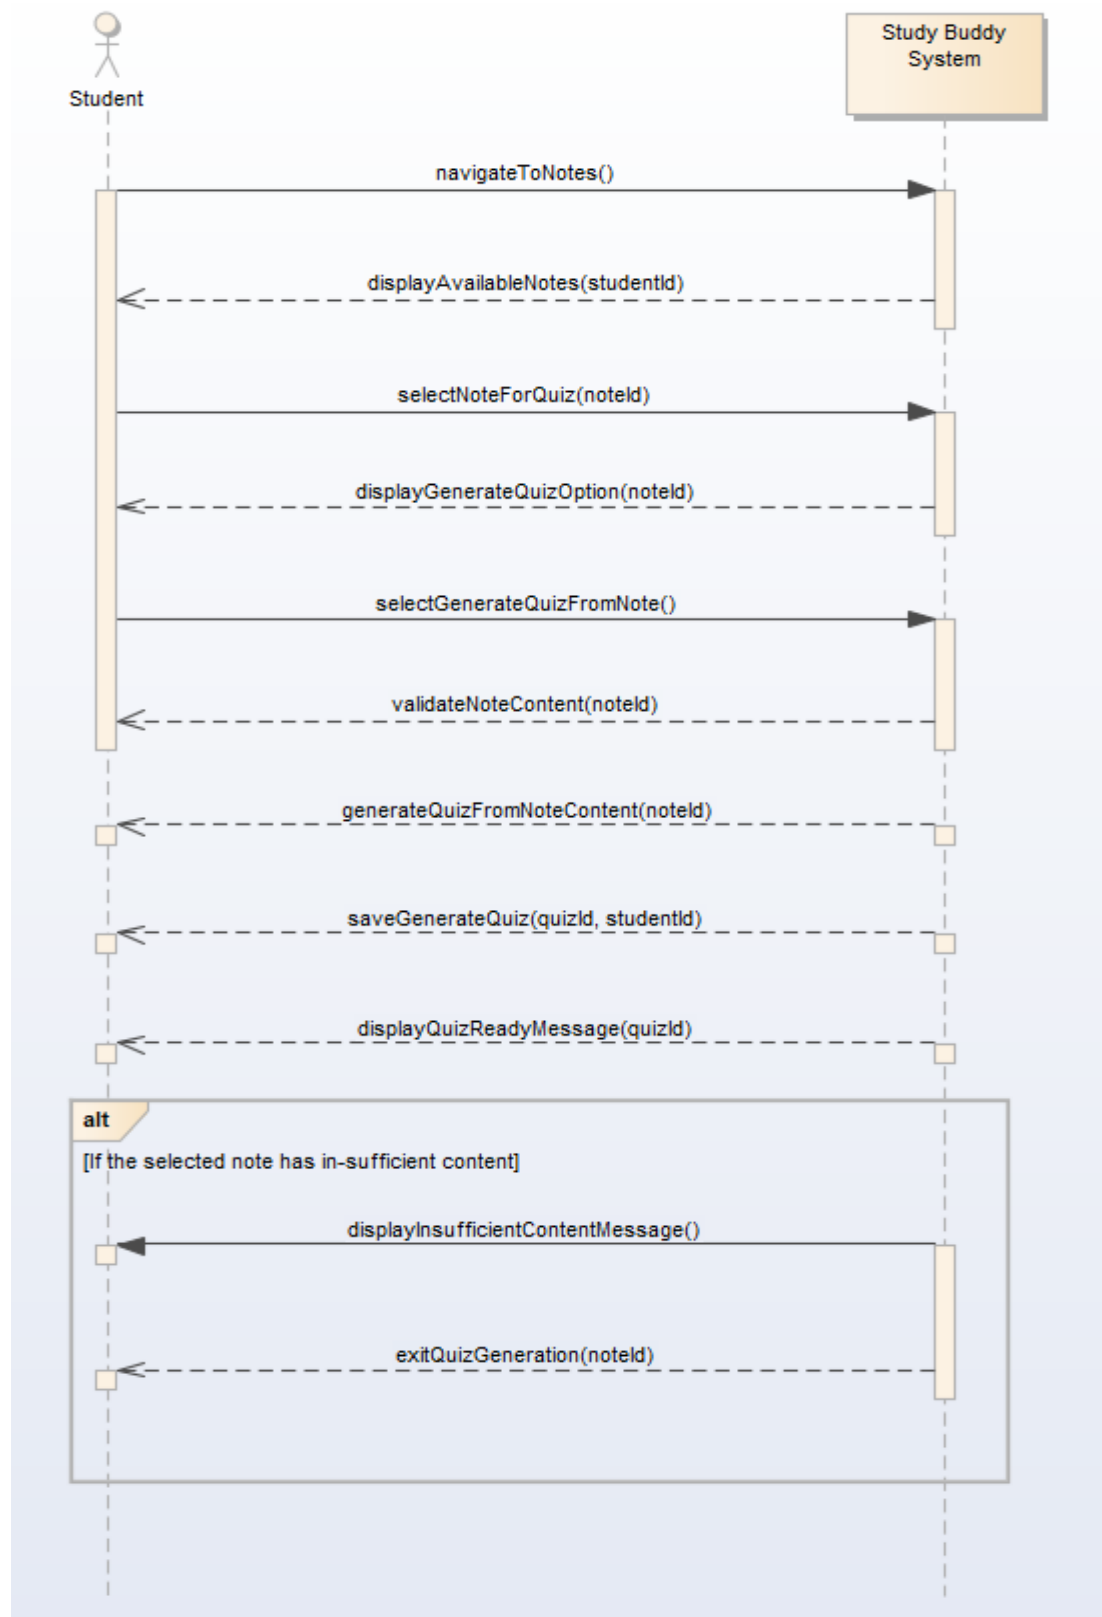 Student
Study Buddy
System
navigateToNotes()
displayAvailableNotes(studentId)
selectNoteForQuiz(noteId)
displayGenerateQuizOption(noteId)
selectGenerateQuizFromNote()
validateNoteContent(noteId)
generateQuizFromNoteContent(noteId)
saveGenerateQuiz(quizId, studentId)
displayQuizReadyMessage(quizId)
alt
[If the selected note has in-sufficient content]
displayInsufficientContentMessage()
exitQuizGeneration(noteId)